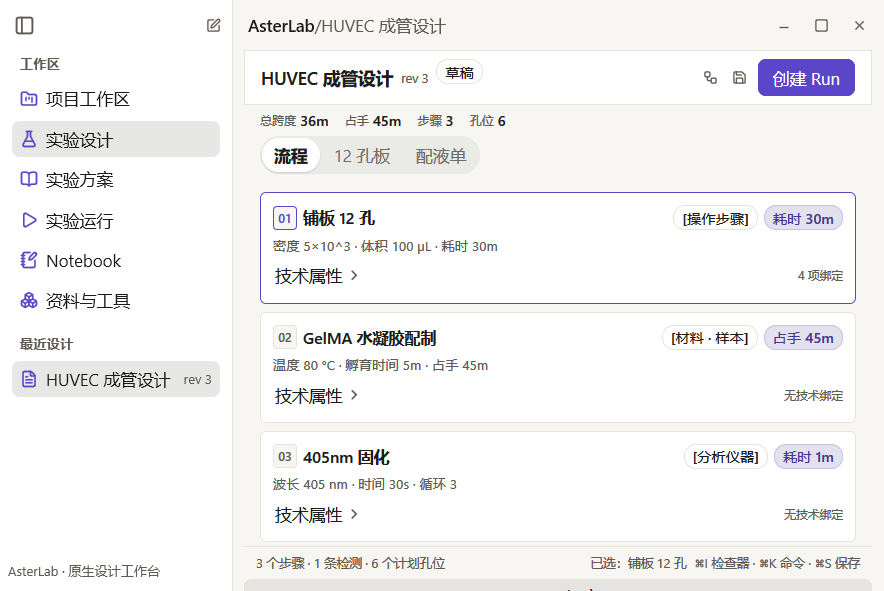 AsterLab/HUVEC 成管设计
工作区
项目工作区
实验设计
实验方案
实验运行
Notebook
资料与工具
最近设计
HUVEC 成管设计 rev 3
AsterLab · 原生设计工作台
HUVEC 成管设计 rev 3 草稿
创建 Run
总跨度 36m 占手 45m 步骤 3 孔位 6
流程 12 孔板 配液单
01 铺板 12 孔 [操作步骤] 耗时 30m
密度 5×10^3 · 体积 100 µL · 耗时 30m
技术属性 4 项绑定
02 GelMA 水凝胶配制 [材料 · 样本] 占手 45m
温度 80 °C · 孵育时间 5m · 占手 45m
技术属性 无技术绑定
03 405nm 固化 [分析仪器] 耗时 1m
波长 405 nm · 时间 30s · 循环 3
技术属性 无技术绑定
3 个步骤 · 1 条检测 · 6 个计划孔位 已选：铺板 12 孔 ⌘I 检查器 · ⌘K 命令 · ⌘S 保存